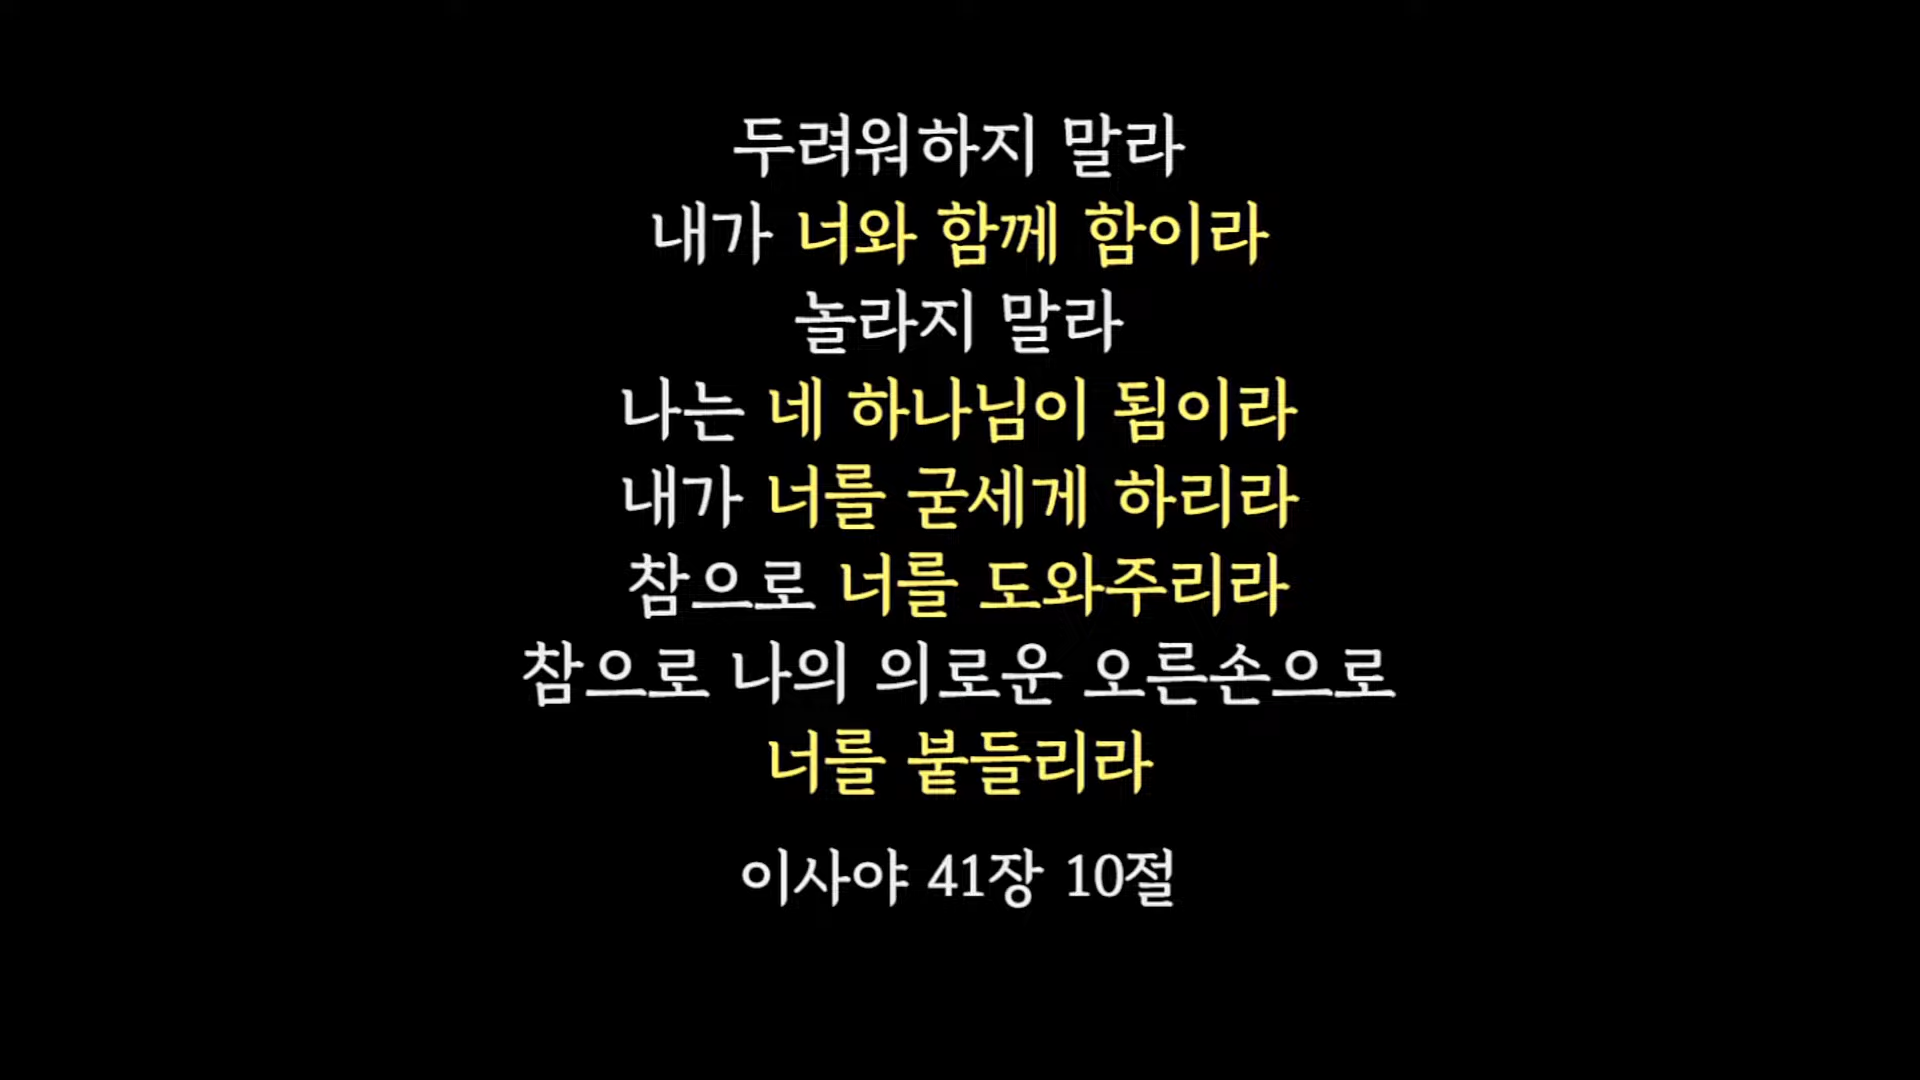 두려워하지 말라
내가 너와 함께 함이라
놀라지 말라
나는 네 하나님이 됨이라
내가 너를 굳세게 하리라
참으로 너를 도와주리라
참으로 나의 의로운 오른손으로
너를 붙들리라
이사야 41장 10절